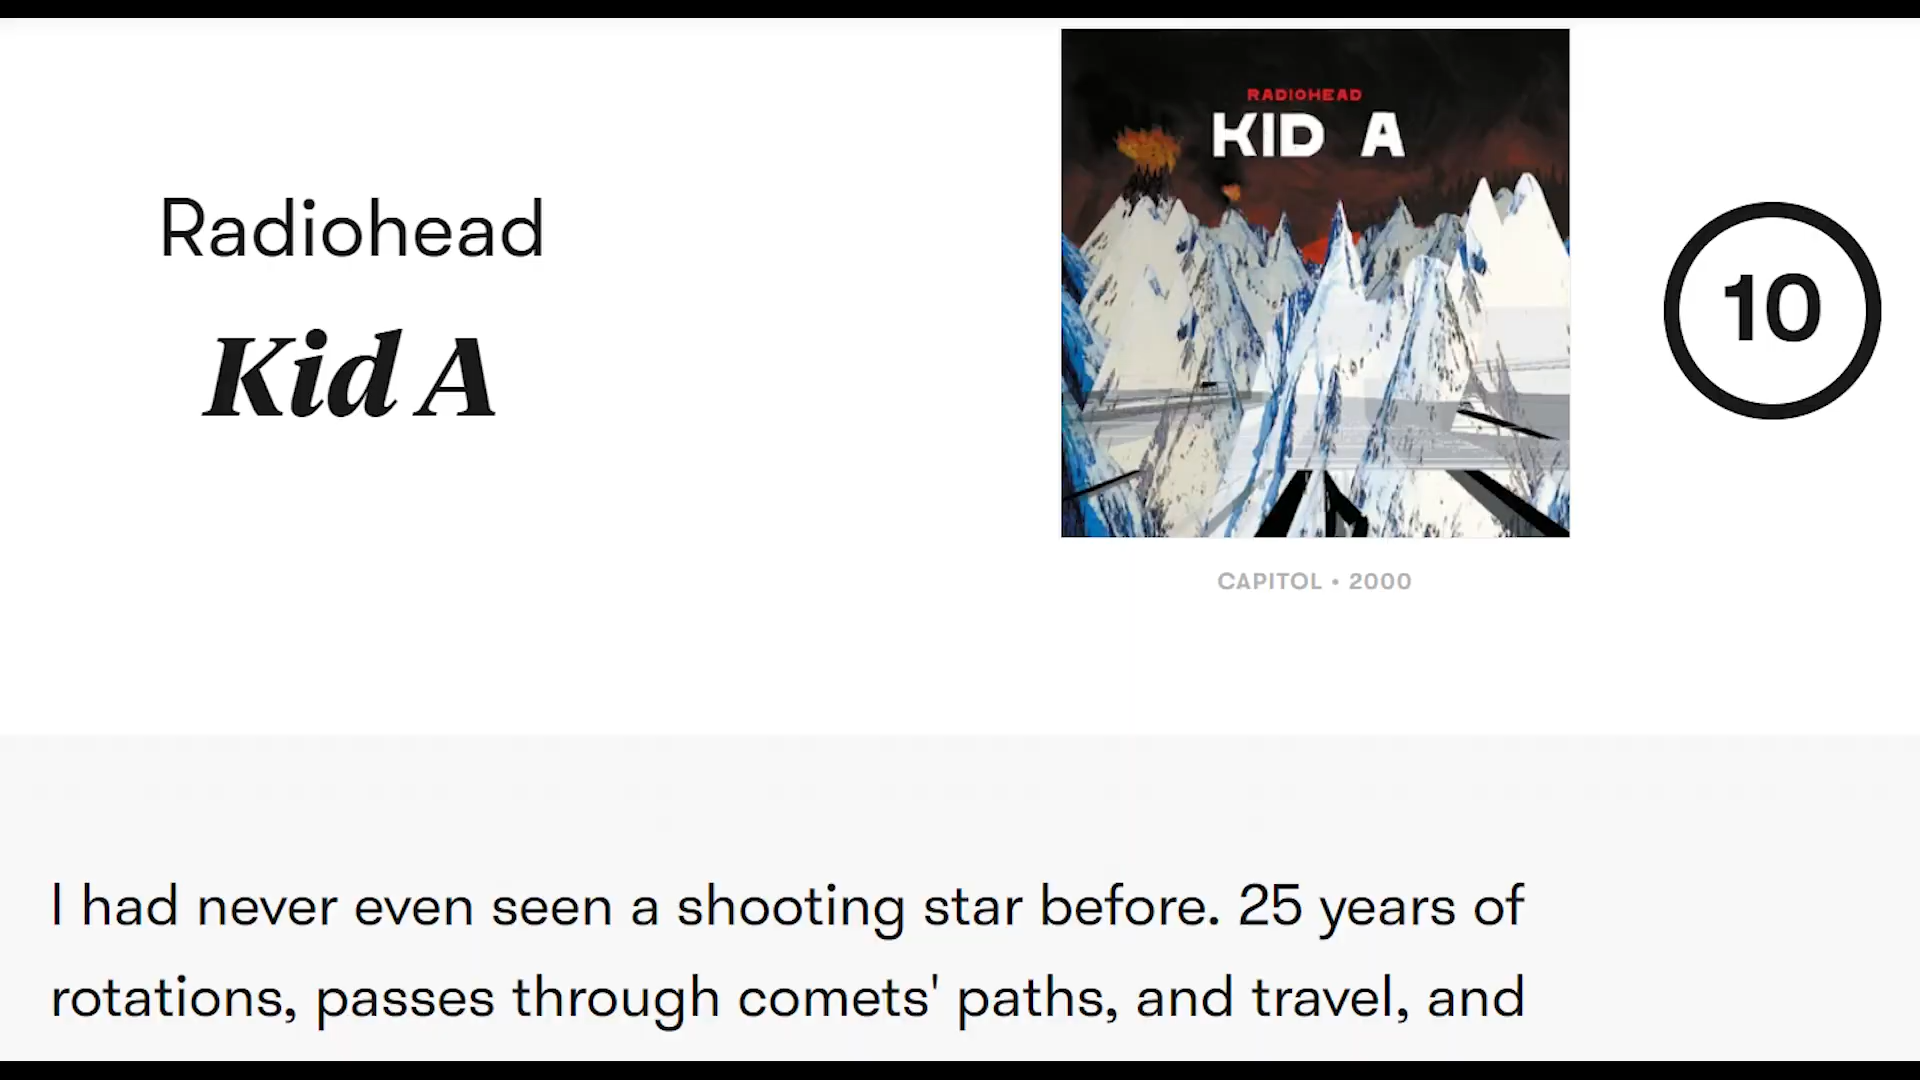 Radiohead
Kid A
RADIOHEAD
KID A
10
CAPITOL • 2000
I had never even seen a shooting star before. 25 years of
rotations, passes through comets' paths, and travel, and